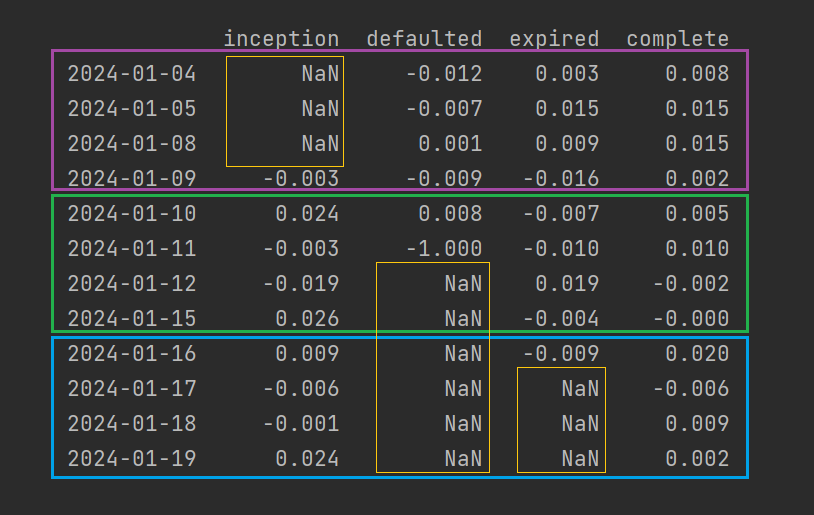 inception defaulted expired complete
2024-01-04 NaN -0.012 0.003 0.008
2024-01-05 NaN -0.007 0.015 0.015
2024-01-08 NaN 0.001 0.009 0.015
2024-01-09 -0.003 -0.009 -0.016 0.002
2024-01-10 0.024 0.008 -0.007 0.005
2024-01-11 -0.003 -1.000 -0.010 0.010
2024-01-12 -0.019 NaN 0.019 -0.002
2024-01-15 0.026 NaN -0.004 -0.000
2024-01-16 0.009 NaN -0.009 0.020
2024-01-17 -0.006 NaN NaN -0.006
2024-01-18 -0.001 NaN NaN 0.009
2024-01-19 0.024 NaN NaN 0.002